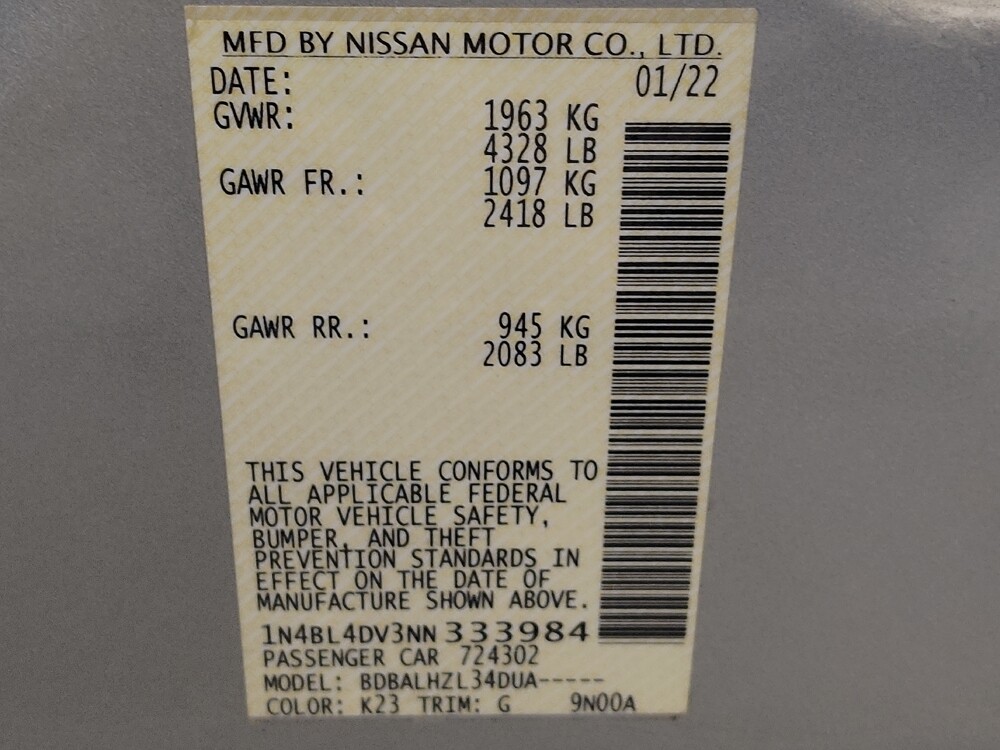 MFD BY NISSAN MOTOR CO., LTD.
DATE: 01/22
GVWR: 1963 KG
4328 LB
GAWR FR.: 1097 KG
2418 LB
GAWR RR.: 945 KG
2083 LB
THIS VEHICLE CONFORMS TO
ALL APPLICABLE FEDERAL
MOTOR VEHICLE SAFETY,
BUMPER, AND THEFT
PREVENTION STANDARDS IN
EFFECT ON THE DATE OF
MANUFACTURE SHOWN ABOVE.
1N4BL4DV3NN 333984
PASSENGER CAR 724302
MODEL: BDBALHZL34DUA-----
COLOR: K23 TRIM: G 9N00A